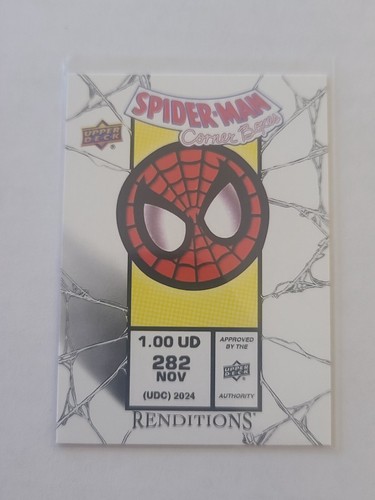 SPIDER-MAN
Corner Boxes
UPPER
DECK
1.00 UD
282
NOV
(UDC) 2024
APPROVED
BY THE
UPPER
DECK
AUTHORITY
RENDITIONS